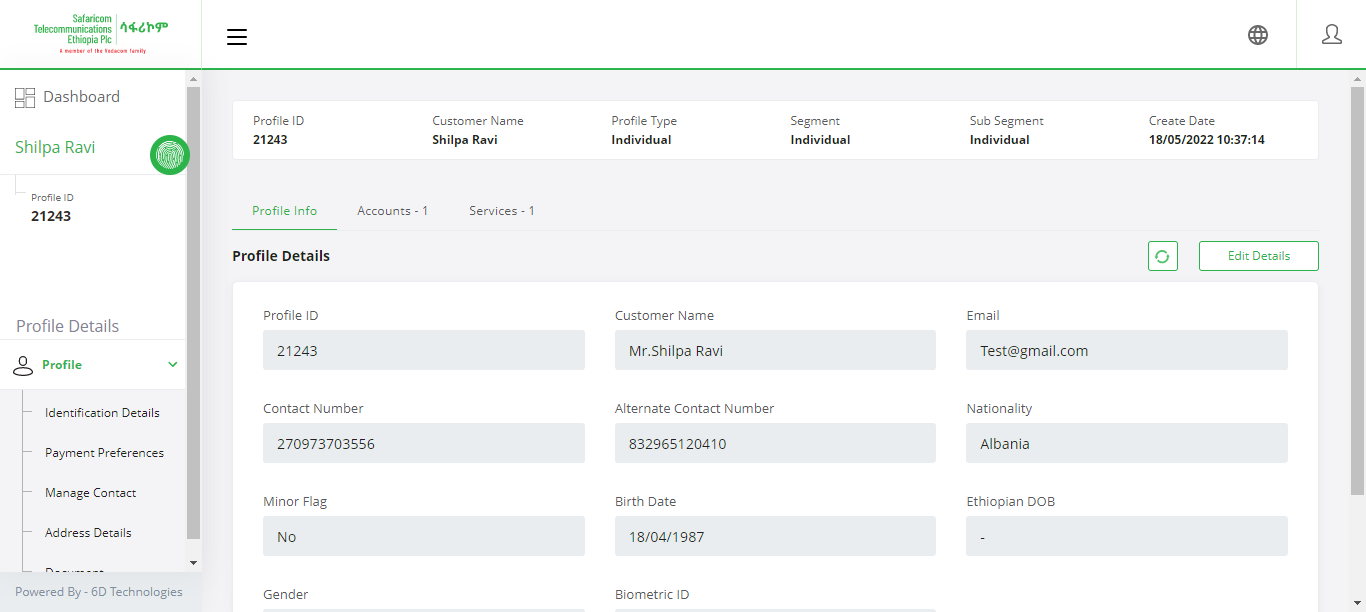 Safaricom
Telecommunications
Ethiopia Plc
ሳፋሪኮም
A member of the Vodacom family
Dashboard
Shilpa Ravi
Profile ID
21243
Profile Details
Profile
Identification Details
Payment Preferences
Manage Contact
Address Details
Document
Powered By - 6D Technologies
Profile ID
21243
Customer Name
Shilpa Ravi
Profile Type
Individual
Segment
Individual
Sub Segment
Individual
Create Date
18/05/2022 10:37:14
Profile Info
Accounts - 1
Services - 1
Profile Details
Edit Details
Profile ID
21243
Customer Name
Mr.Shilpa Ravi
Email
Test@gmail.com
Contact Number
270973703556
Alternate Contact Number
832965120410
Nationality
Albania
Minor Flag
No
Birth Date
18/04/1987
Ethiopian DOB
-
Gender
Biometric ID